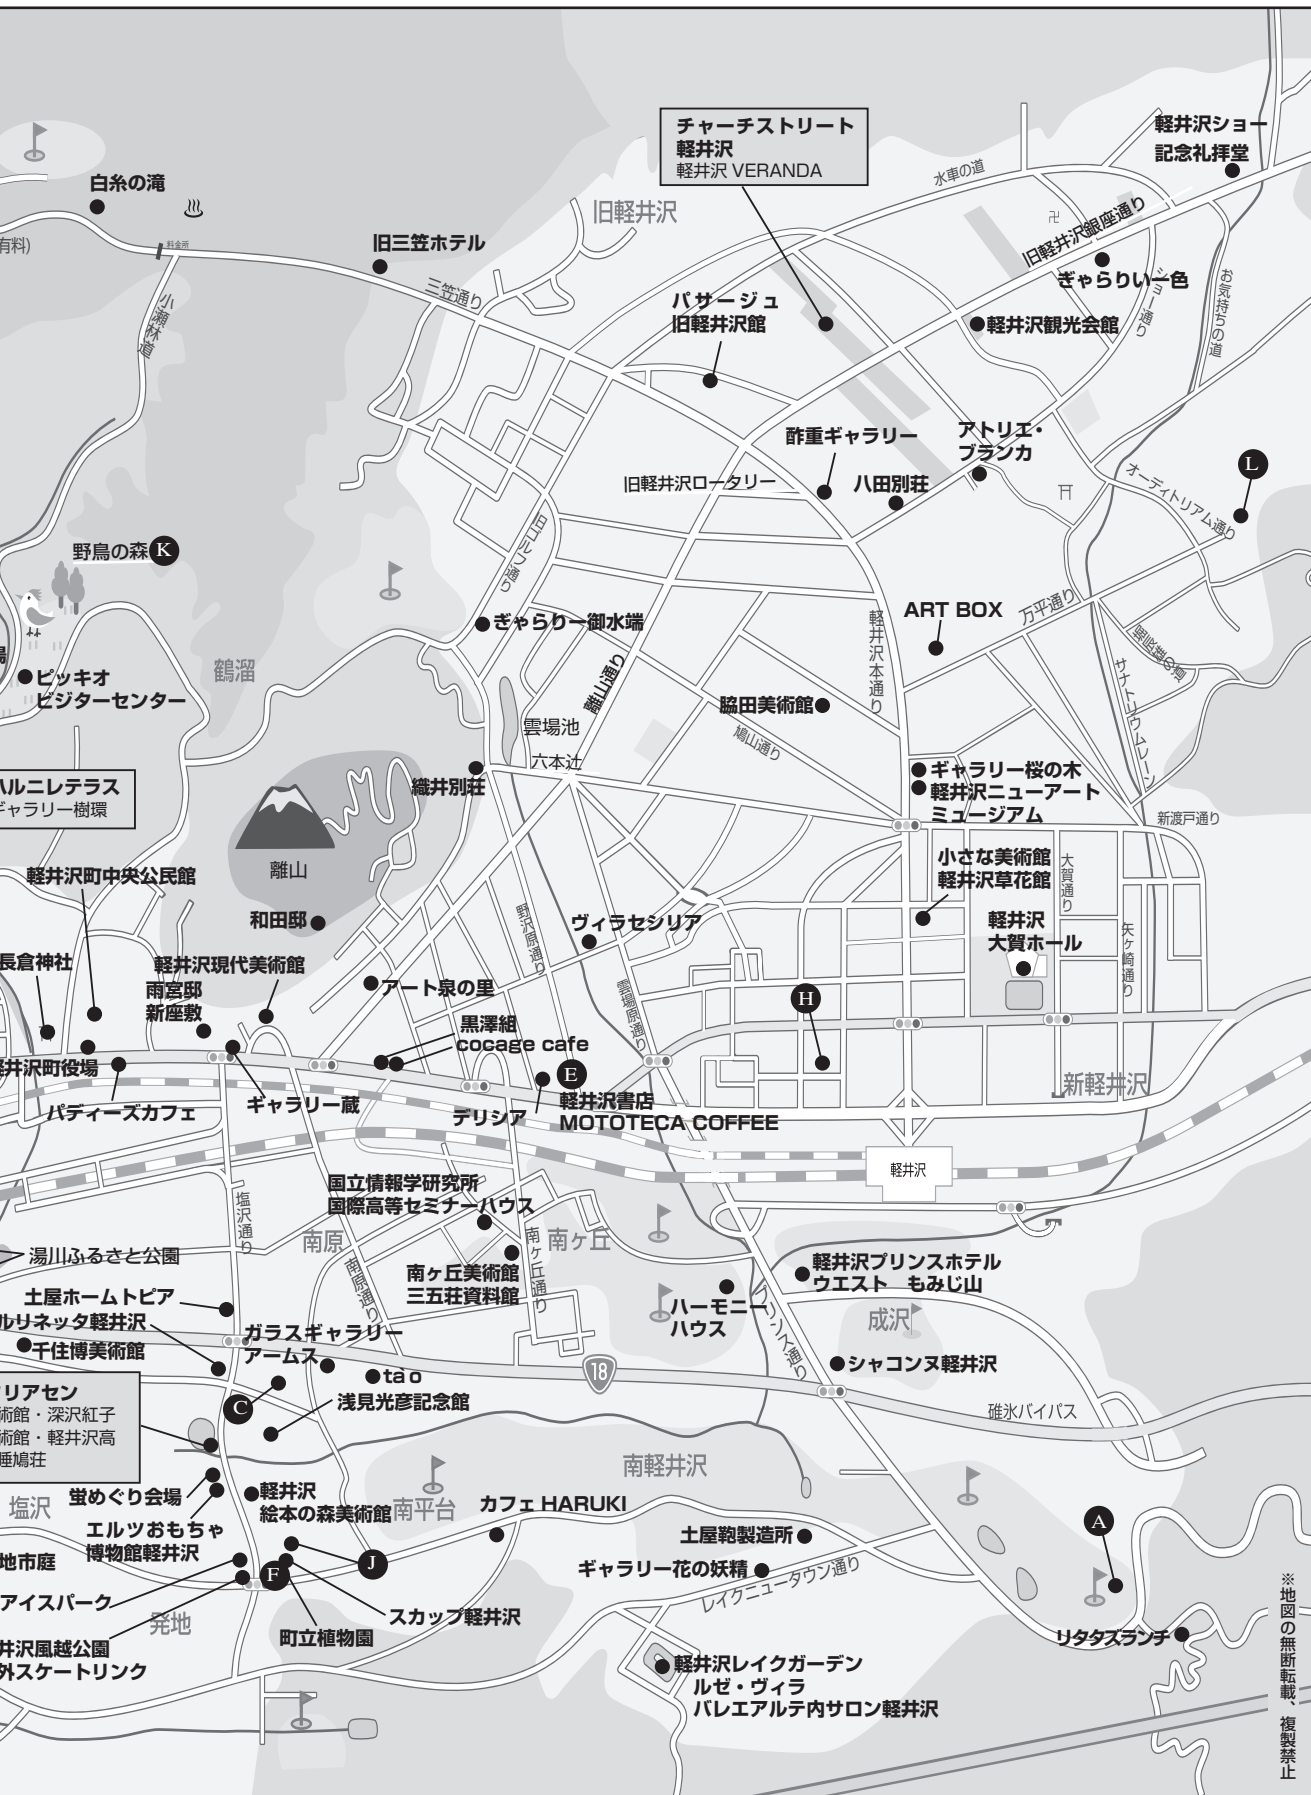 チャーチストリート
軽井沢
軽井沢 VERANDA
軽井沢ショー
記念礼拝堂
水車の道
白糸の滝
旧軽井沢
卍
旧軽井沢銀座通り
有料)
料金所
旧三笠ホテル
三笠通り
ぎゃらりい一色
ショー通り
お気持ちの道
小瀬林道
パサージュ
旧軽井沢館
軽井沢観光会館
酢重ギャラリー
アトリエ・
ブランカ
旧軽井沢ロータリー
八田別荘
L
オーディトリアム通り
野鳥の森
K
旧ゴルフ通り
ART BOX
万平通り
ぎゃらりー御水端
軽井沢本通り
場
ピッキオ
ビジターセンター
鶴溜
離山通り
サナトリウムレーン
脇田美術館
鳩山通り
雲場池
六本辻
織井別荘
ハルニレテラス
ギャラリー樹環
ギャラリー桜の木
軽井沢ニューアート
ミュージアム
新渡戸通り
離山
小さな美術館
軽井沢草花館
大賀通り
軽井沢町中央公民館
和田邸
野沢原通り
ヴィラセシリア
軽井沢
大賀ホール
矢ヶ崎通り
長倉神社
軽井沢現代美術館
雨宮邸
新座敷
アート泉の里
雲場原通り
H
黒澤組
cocage cafe
軽井沢町役場
E
パディーズカフェ
ギャラリー蔵
デリシア
軽井沢書店
MOTOTECA COFFEE
新軽井沢
軽井沢
国立情報学研究所
国際高等セミナーハウス
塩沢通り
南原
南ヶ丘通り
南ヶ丘
湯川ふるさと公園
南原通り
南ヶ丘美術館
三五荘資料館
軽井沢プリンスホテル
ウエスト もみじ山
土屋ホームトピア
ルリネッタ軽井沢
ハーモニー
ハウス
プリンス通り
成沢
千住博美術館
ガラスギャラリー
アームス
シャコンヌ軽井沢
18
tào
リアセン
術館・深沢紅子
術館・軽井沢高
睡鳩荘
C
浅見光彦記念館
碓氷バイパス
南軽井沢
塩沢
蛍めぐり会場
軽井沢
絵本の森美術館
南平台
カフェ HARUKI
エルツおもちゃ
博物館軽井沢
土屋鞄製造所
A
地市庭
J
F
ギャラリー花の妖精
レイクニュータウン通り
アイスパーク
発地
スカップ軽井沢
町立植物園
リタタズランチ
井沢風越公園
外スケートリンク
軽井沢レイクガーデン
ルゼ・ヴィラ
バレエアルテ内サロン軽井沢
※地図の無断転載、複製禁止